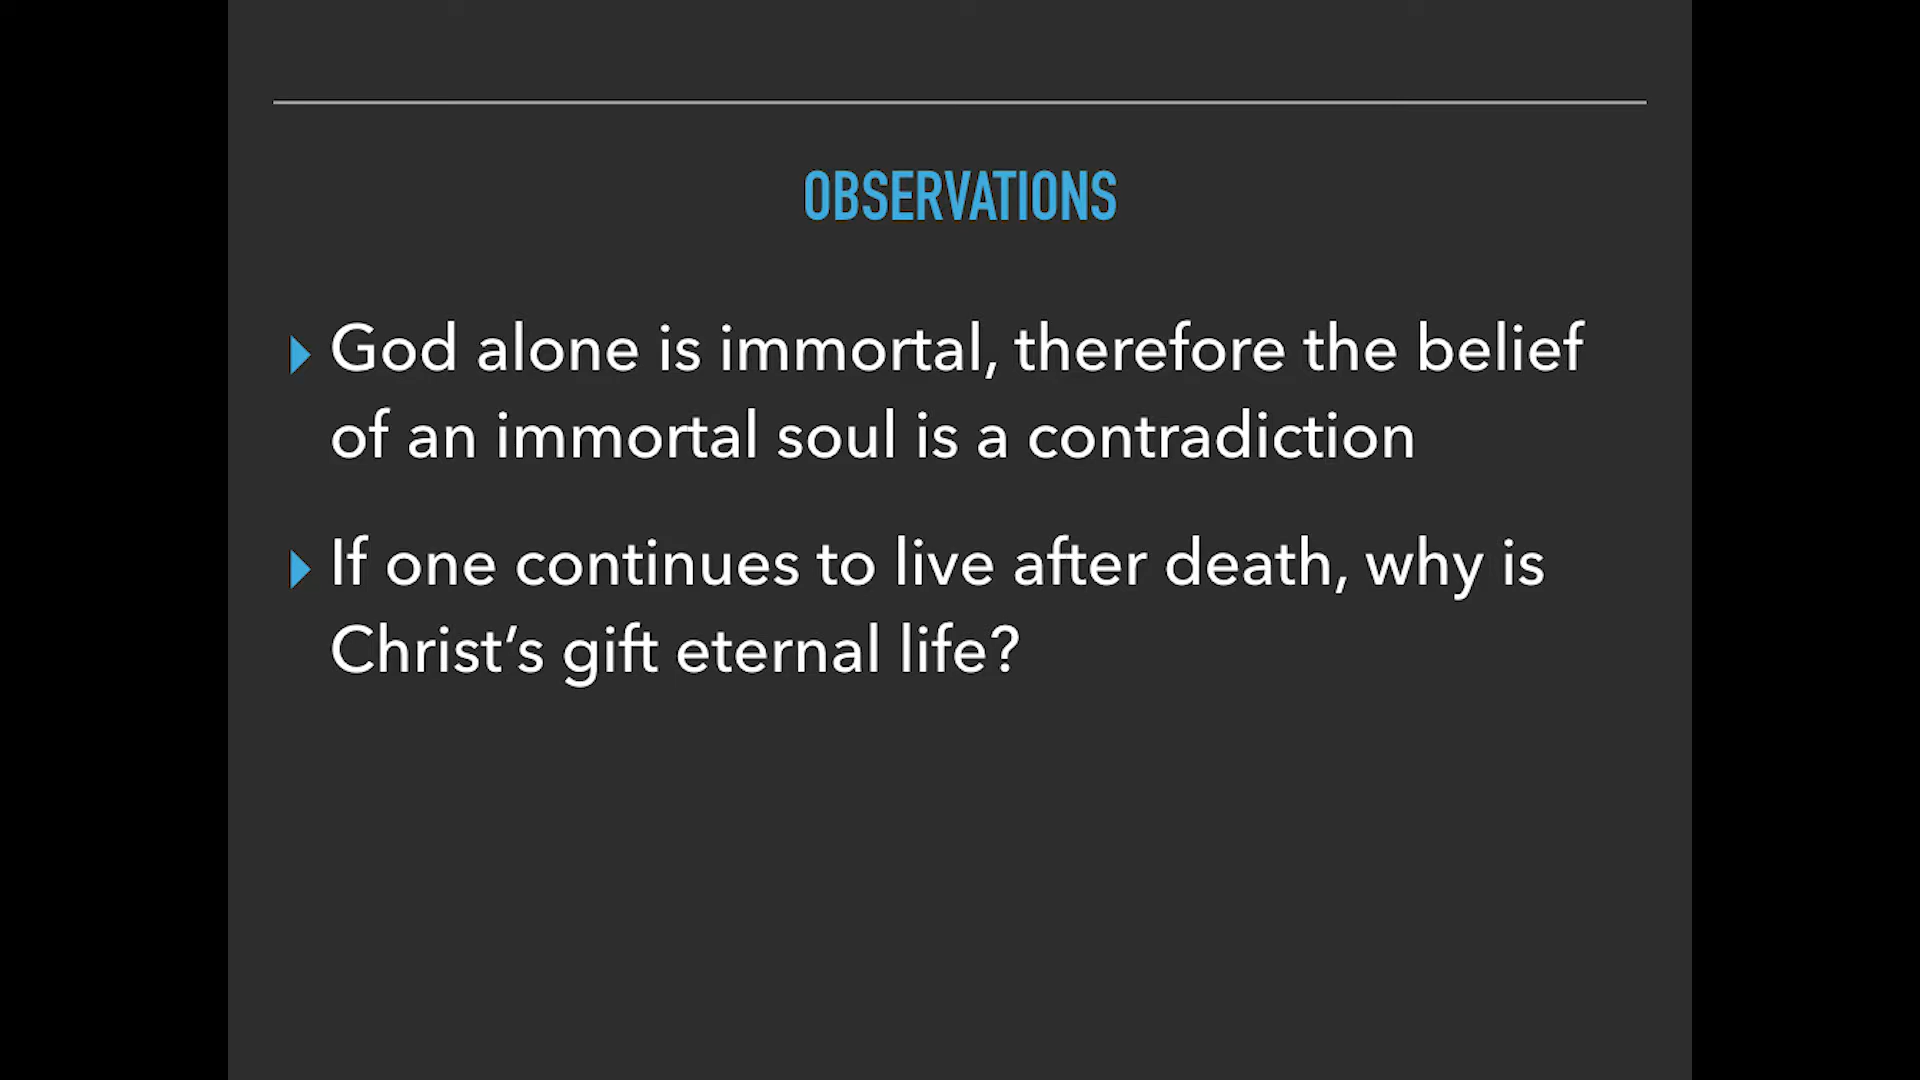 OBSERVATIONS
God alone is immortal, therefore the belief
of an immortal soul is a contradiction
If one continues to live after death, why is
Christ’s gift eternal life?